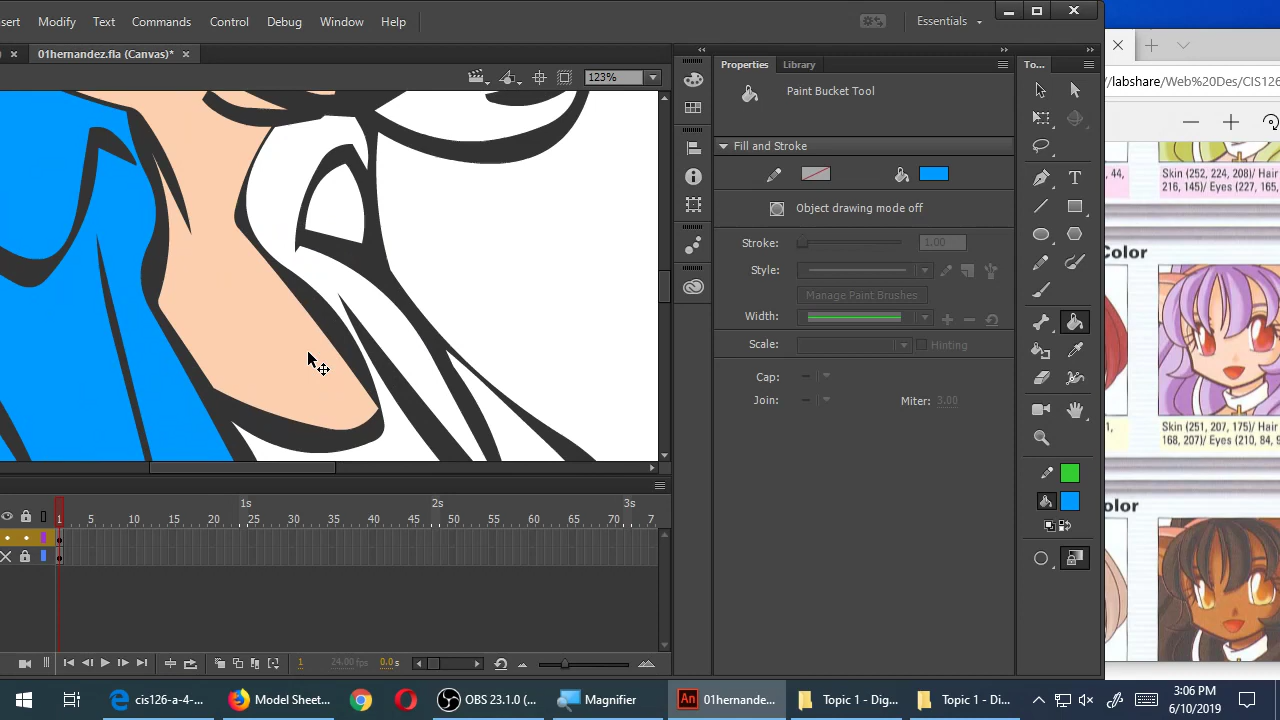 nsert Modify Text Commands Control Debug Window Help Essentials
01hernandez.fla (Canvas)*
123%
Properties Library To...
Paint Bucket Tool
Fill and Stroke
Object drawing mode off
Stroke: 1.00
Style:
Manage Paint Brushes
Width:
Scale: Hinting
Cap:
Join: Miter: 3.00
//labshare/Web%20Des/CIS126
44,
Skin (252, 224, 208)/ Hair
216, 145)/ Eyes (227, 165,
Color
1,
Skin (251, 207, 175)/ Hair
168, 207)/ Eyes (210, 84, 9
olor
1s 2s 3s
1 5 10 15 20 25 30 35 40 45 50 55 60 65 70 7
1 24.00 fps 0.0 s
cis126-a-4-... Model Sheet... OBS 23.1.0 (... Magnifier An 01hernande... Topic 1 - Dig... Topic 1 - Di...
3:06 PM
6/10/2019